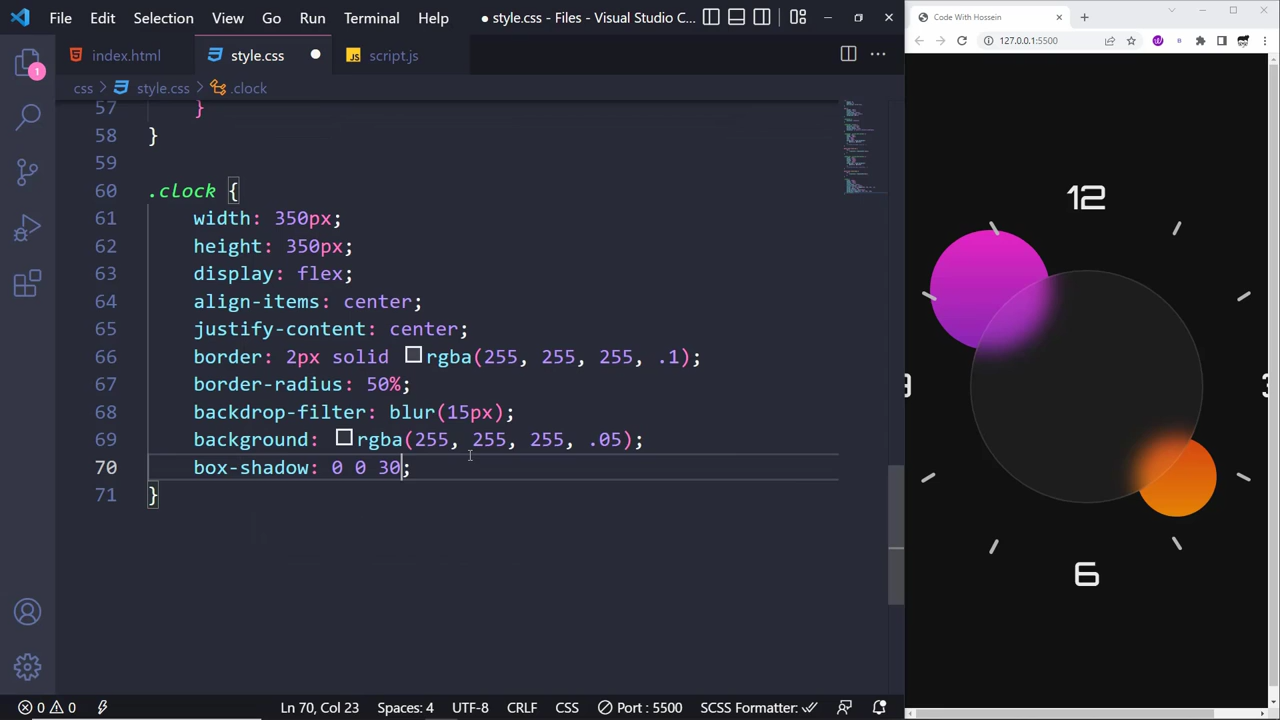 File Edit Selection View Run Terminal Help ● style.css - Files - Visual Studio C...
Code With Hossein
127.0.0.1:5500
index.html style.css JS script.js
css > style.css > .clock
1
57 }
58 }
59
60 .clock {
61 width: 350px;
62 height: 350px;
63 display: flex;
64 align-items: center;
65 justify-content: center;
66 border: 2px solid rgba(255, 255, 255, .1);
67 border-radius: 50%;
68 backdrop-filter: blur(15px);
69 background: rgba(255, 255, 255, .05);
70 box-shadow: 0 0 30;
71 }
12
6
0 0 Ln 70, Col 23 Spaces: 4 UTF-8 CRLF CSS Port : 5500 SCSS Formatter: